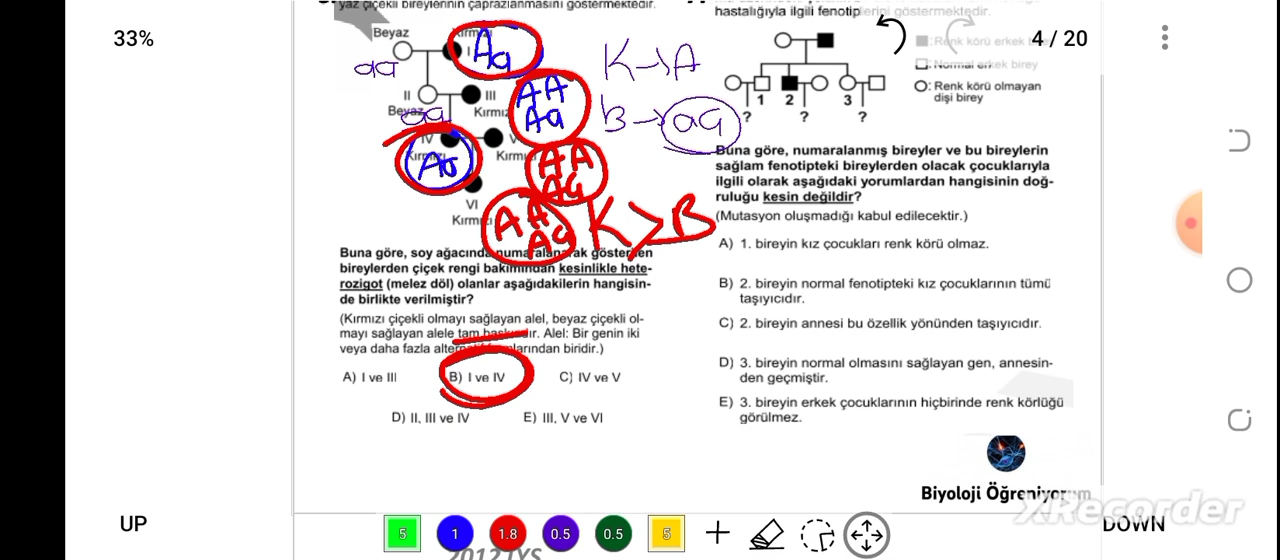 33%
4 / 20
yaz çiçekli bireylerinin çaprazlamasını göstermektedir.
Beyaz
Kırmızı
I
Aa
aa
K → A
II
III
Beyaz
Kırmızı
aa
AA
Aa
B → aa
IV
V
Kırmızı
Kırmızı
Aa
AA
Aa
VI
Kırmızı
AA
Aa
K > B
Buna göre, soy ağacında numaralanarak gösterilen
bireylerden çiçek rengi bakımından kesinlikle hete-
rozigot (melez döl) olanlar aşağıdakilerin hangisin-
de birlikte verilmiştir?
(Kırmızı çiçekli olmayı sağlayan alel, beyaz çiçekli ol-
mayı sağlayan alele tam baskındır. Alel: Bir genin iki
veya daha fazla alternatif formlarından biridir.)
A) I ve III
B) I ve IV
C) IV ve V
D) II, III ve IV
E) III, V ve VI
hastalığıyla ilgili fenotiplerini göstermektedir.
: Renk körü erkek
: Normal erkek birey
: Renk körü olmayan
dişi birey
1
2
3
?
?
?
Buna göre, numaralanmış bireyler ve bu bireylerin
sağlam fenotipteki bireylerden olacak çocuklarıyla
ilgili olarak aşağıdaki yorumlardan hangisinin doğ-
ruluğu kesin değildir?
(Mutasyon oluşmadığı kabul edilecektir.)
A) 1. bireyin kız çocukları renk körü olmaz.
B) 2. bireyin normal fenotipteki kız çocuklarının tümü
taşıyıcıdır.
C) 2. bireyin annesi bu özellik yönünden taşıyıcıdır.
D) 3. bireyin normal olmasını sağlayan gen, annesin-
den geçmiştir.
E) 3. bireyin erkek çocuklarının hiçbirinde renk körlüğü
görülmez.
Biyoloji Öğreniyorum
XRecorder
UP
5
1
1.8
0.5
0.5
5
DOWN
2012 LYS